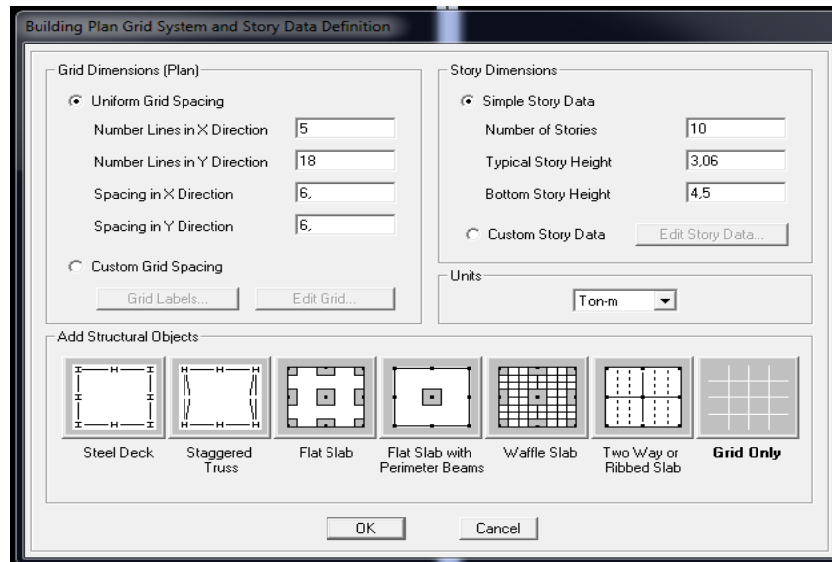 Building Plan Grid System and Story Data Definition
Grid Dimensions (Plan)
Uniform Grid Spacing
Number Lines in X Direction 5
Number Lines in Y Direction 18
Spacing in X Direction 6,
Spacing in Y Direction 6,
Custom Grid Spacing
Grid Labels... Edit Grid...
Story Dimensions
Simple Story Data
Number of Stories 10
Typical Story Height 3,06
Bottom Story Height 4,5
Custom Story Data Edit Story Data...
Units
Ton-m
Add Structural Objects
Steel Deck
Staggered
Truss
Flat Slab
Flat Slab with
Perimeter Beams
Waffle Slab
Two Way or
Ribbed Slab
Grid Only
OK Cancel